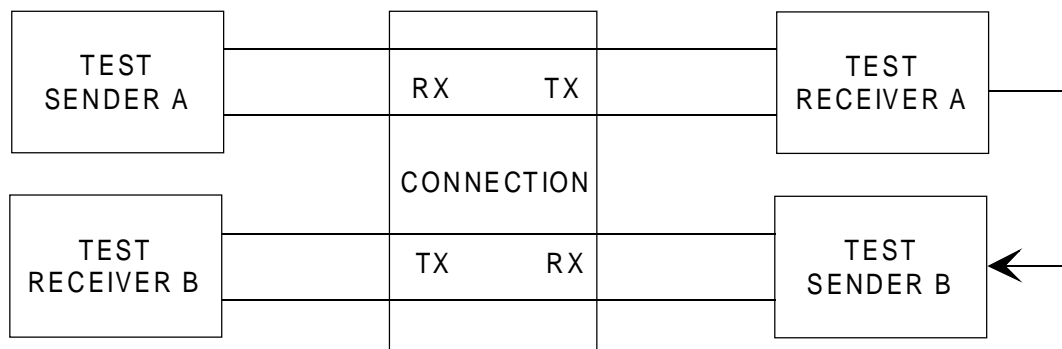 TEST
SENDER A
RX TX
TEST
RECEIVER A
CONNECTION
TEST
RECEIVER B
TX RX
TEST
SENDER B